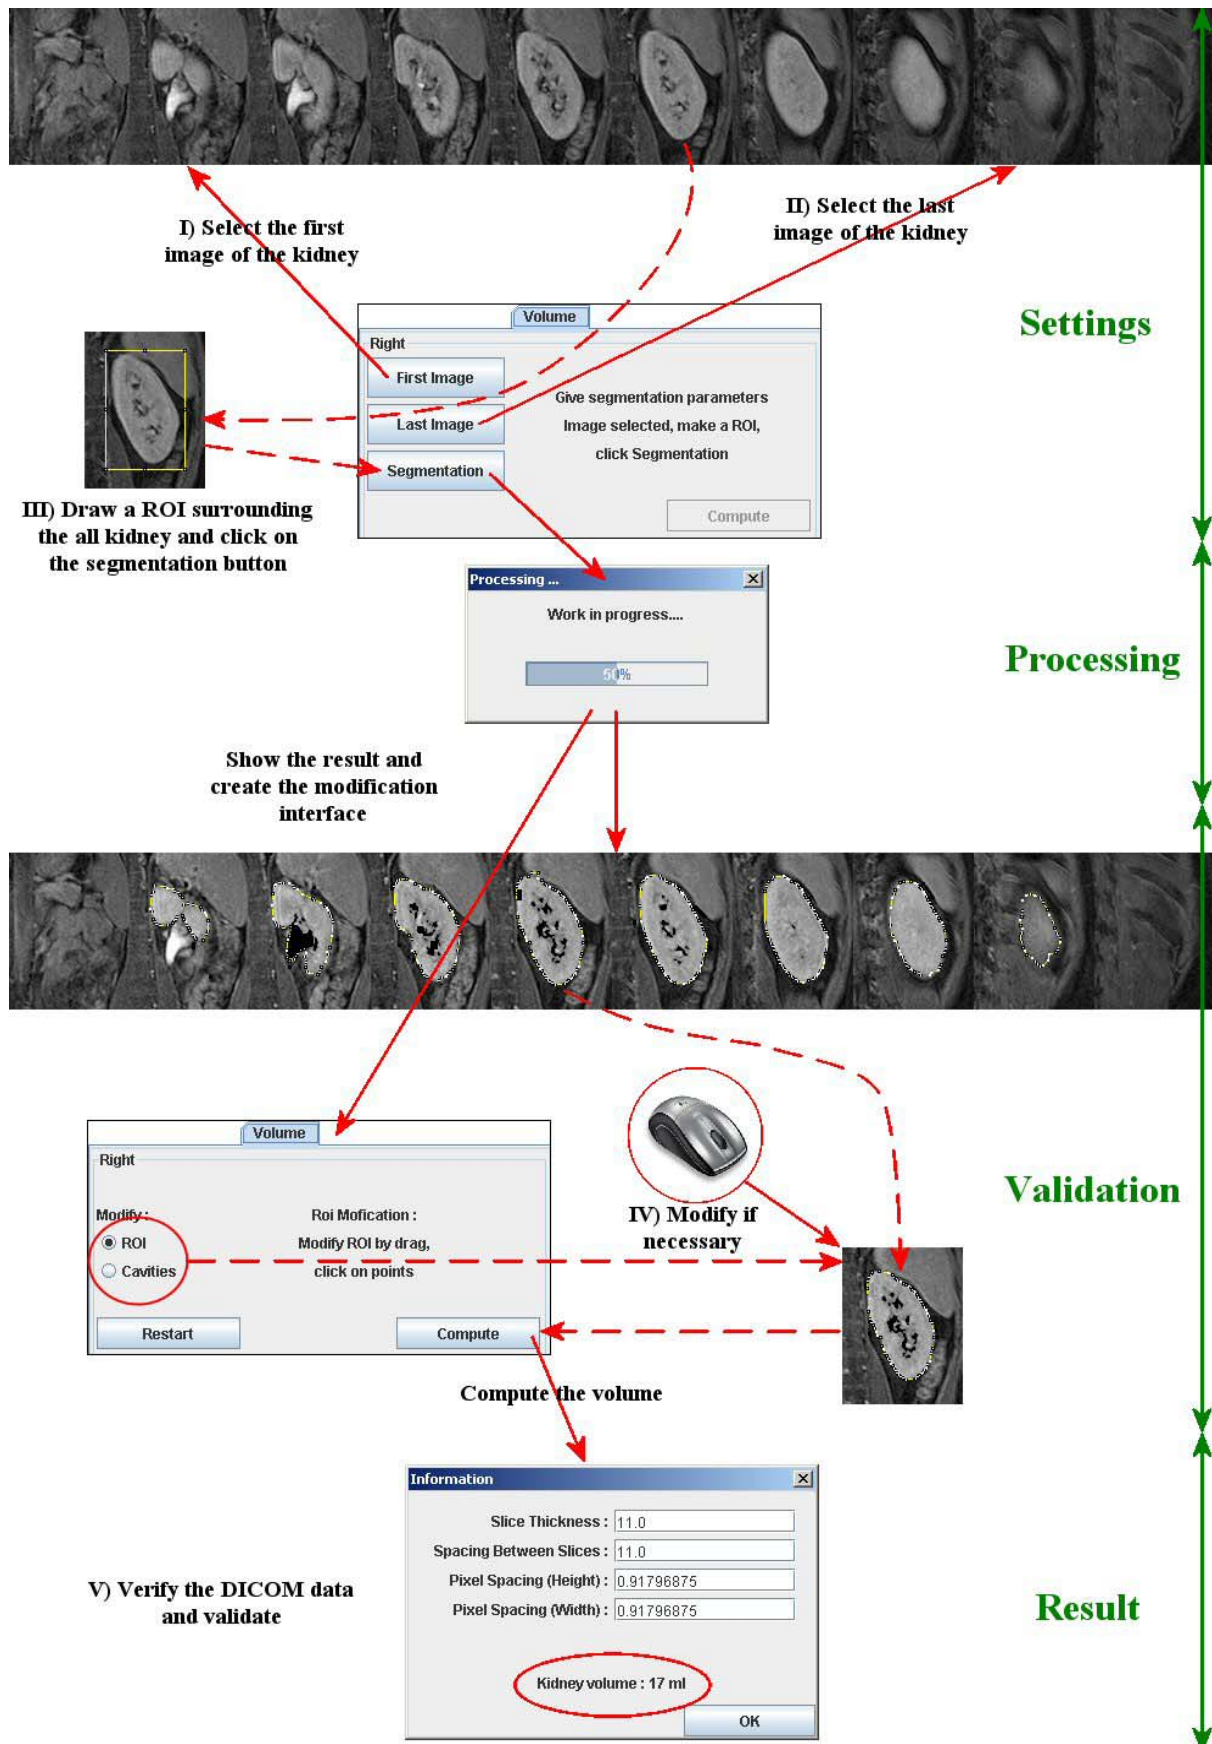 I) Select the first
image of the kidney
II) Select the last
image of the kidney
Settings
Volume
Right
First Image
Last Image
Segmentation
Give segmentation parameters
Image selected, make a ROI,
click Segmentation
Compute
III) Draw a ROI surrounding
the all kidney and click on
the segmentation button
Processing ...
Work in progress....
50%
Processing
Show the result and
create the modification
interface
Volume
Right
Modify :
ROI
Cavities
Roi Mofication :
Modify ROI by drag,
click on points
Restart
Compute
IV) Modify if
necessary
Validation
Compute the volume
Information
Slice Thickness : 11.0
Spacing Between Slices : 11.0
Pixel Spacing (Height) : 0.91796875
Pixel Spacing (Width) : 0.91796875
Kidney volume : 17 ml
OK
V) Verify the DICOM data
and validate
Result